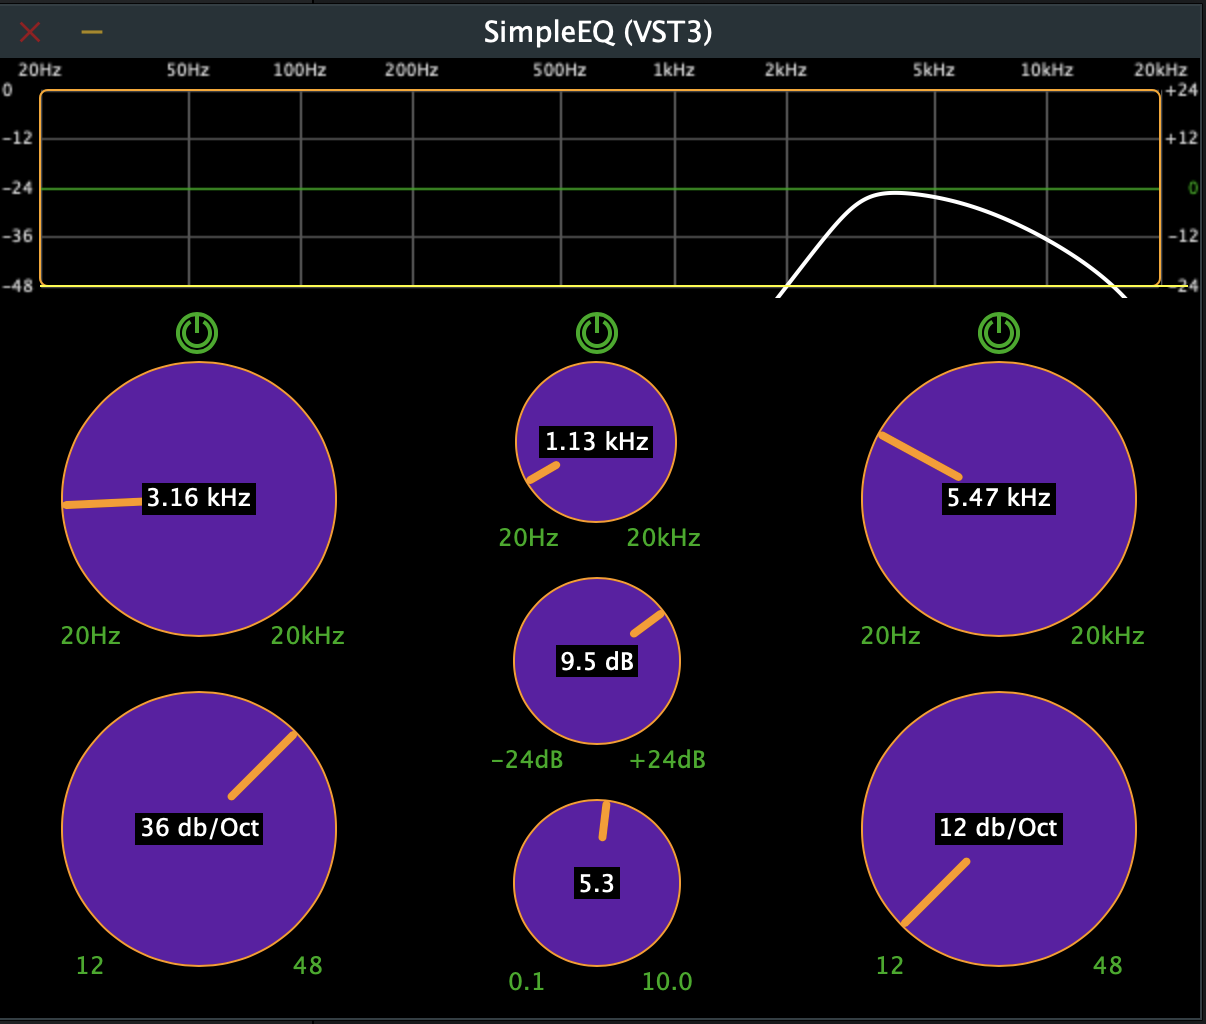 SimpleEQ (VST3)
20Hz 50Hz 100Hz 200Hz 500Hz 1kHz 2kHz 5kHz 10kHz 20kHz
0 +24
-12 +12
-24 0
-36 -12
-48 -24
3.16 kHz
20Hz 20kHz
36 db/Oct
12 48
1.13 kHz
20Hz 20kHz
9.5 dB
-24dB +24dB
5.3
0.1 10.0
5.47 kHz
20Hz 20kHz
12 db/Oct
12 48